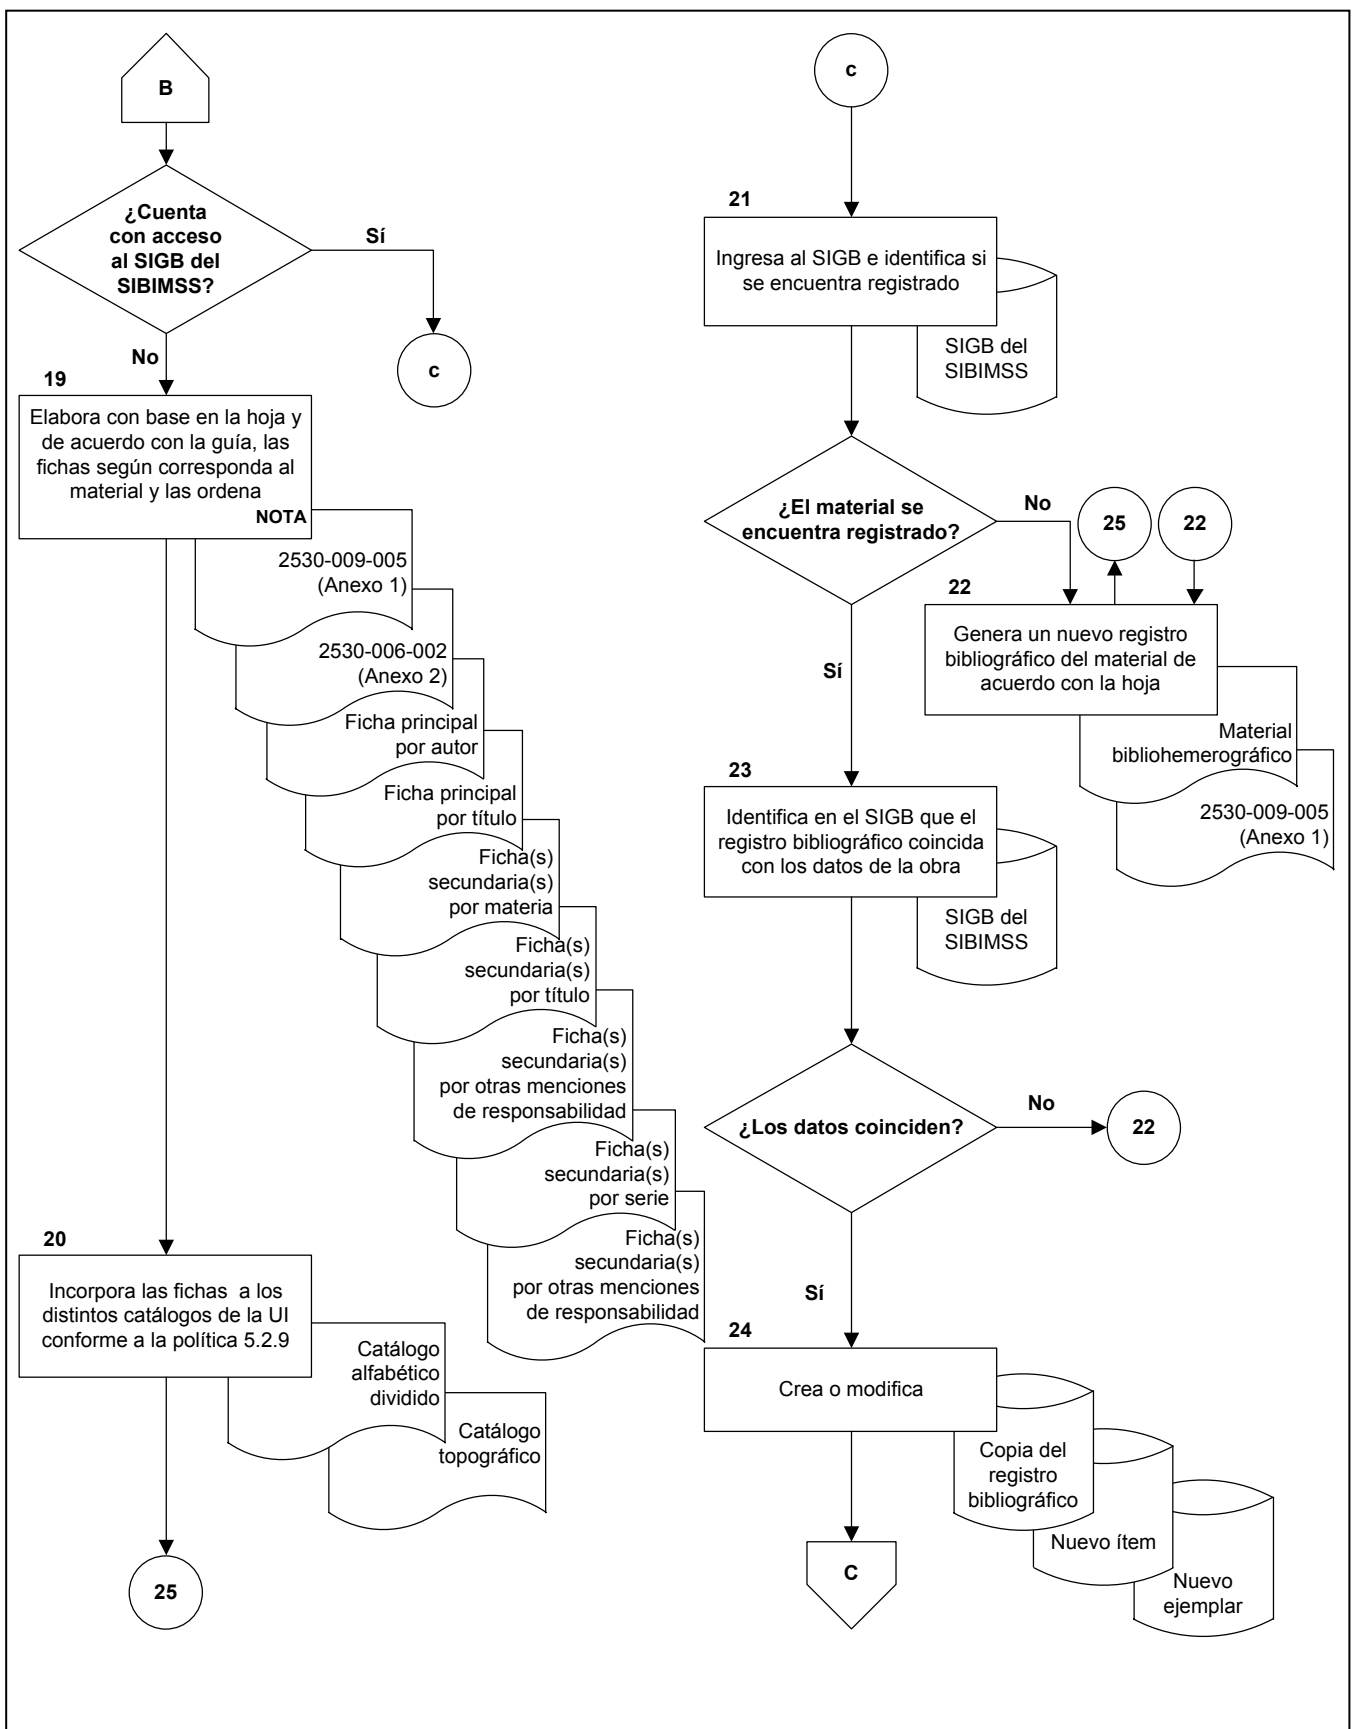 B
¿Cuenta
con acceso
al SIGB del
SIBIMSS?
Sí
c
No
19
Elabora con base en la hoja y
de acuerdo con la guía, las
fichas según corresponda al
material y las ordena
NOTA
2530-009-005
(Anexo 1)
2530-006-002
(Anexo 2)
Ficha principal
por autor
Ficha principal
por título
Ficha(s)
secundaria(s)
por materia
Ficha(s)
secundaria(s)
por título
Ficha(s)
secundaria(s)
por otras menciones
de responsabilidad
Ficha(s)
secundaria(s)
por serie
Ficha(s)
secundaria(s)
por otras menciones
de responsabilidad
20
Incorpora las fichas a los
distintos catálogos de la UI
conforme a la política 5.2.9
Catálogo
alfabético
dividido
Catálogo
topográfico
25
c
21
Ingresa al SIGB e identifica si
se encuentra registrado
SIGB del
SIBIMSS
¿El material se
encuentra registrado?
No
25
22
22
Genera un nuevo registro
bibliográfico del material de
acuerdo con la hoja
Material
bibliohemerográfico
2530-009-005
(Anexo 1)
Sí
23
Identifica en el SIGB que el
registro bibliográfico coincida
con los datos de la obra
SIGB del
SIBIMSS
¿Los datos coinciden?
No
22
Sí
24
Crea o modifica
Copia del
registro
bibliográfico
Nuevo ítem
Nuevo
ejemplar
C